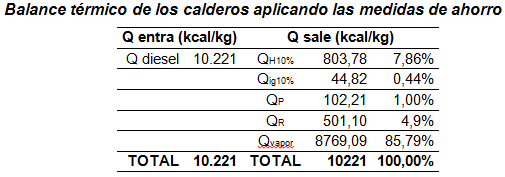 Balance térmico de los calderos aplicando las medidas de ahorro
Q entra (kcal/kg) Q sale (kcal/kg)
Q diesel 10.221 QH10% 803,78 7,86%
Qig10% 44,82 0,44%
QP 102,21 1,00%
QR 501,10 4,9%
Qvapor 8769,09 85,79%
TOTAL 10.221 TOTAL 10221 100,00%